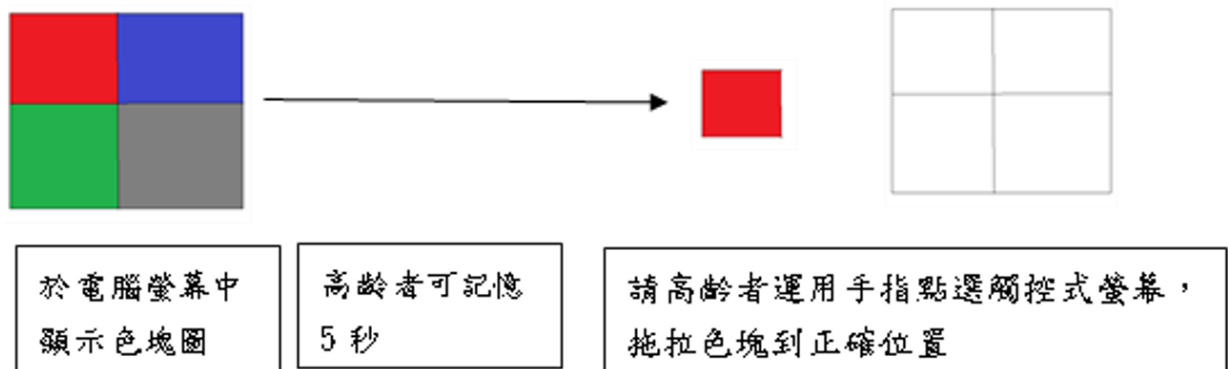 於電腦螢幕中
顯示色塊圖
高齡者可記憶
5 秒
請高齡者運用手指點選觸控式螢幕，
拖拉色塊到正確位置